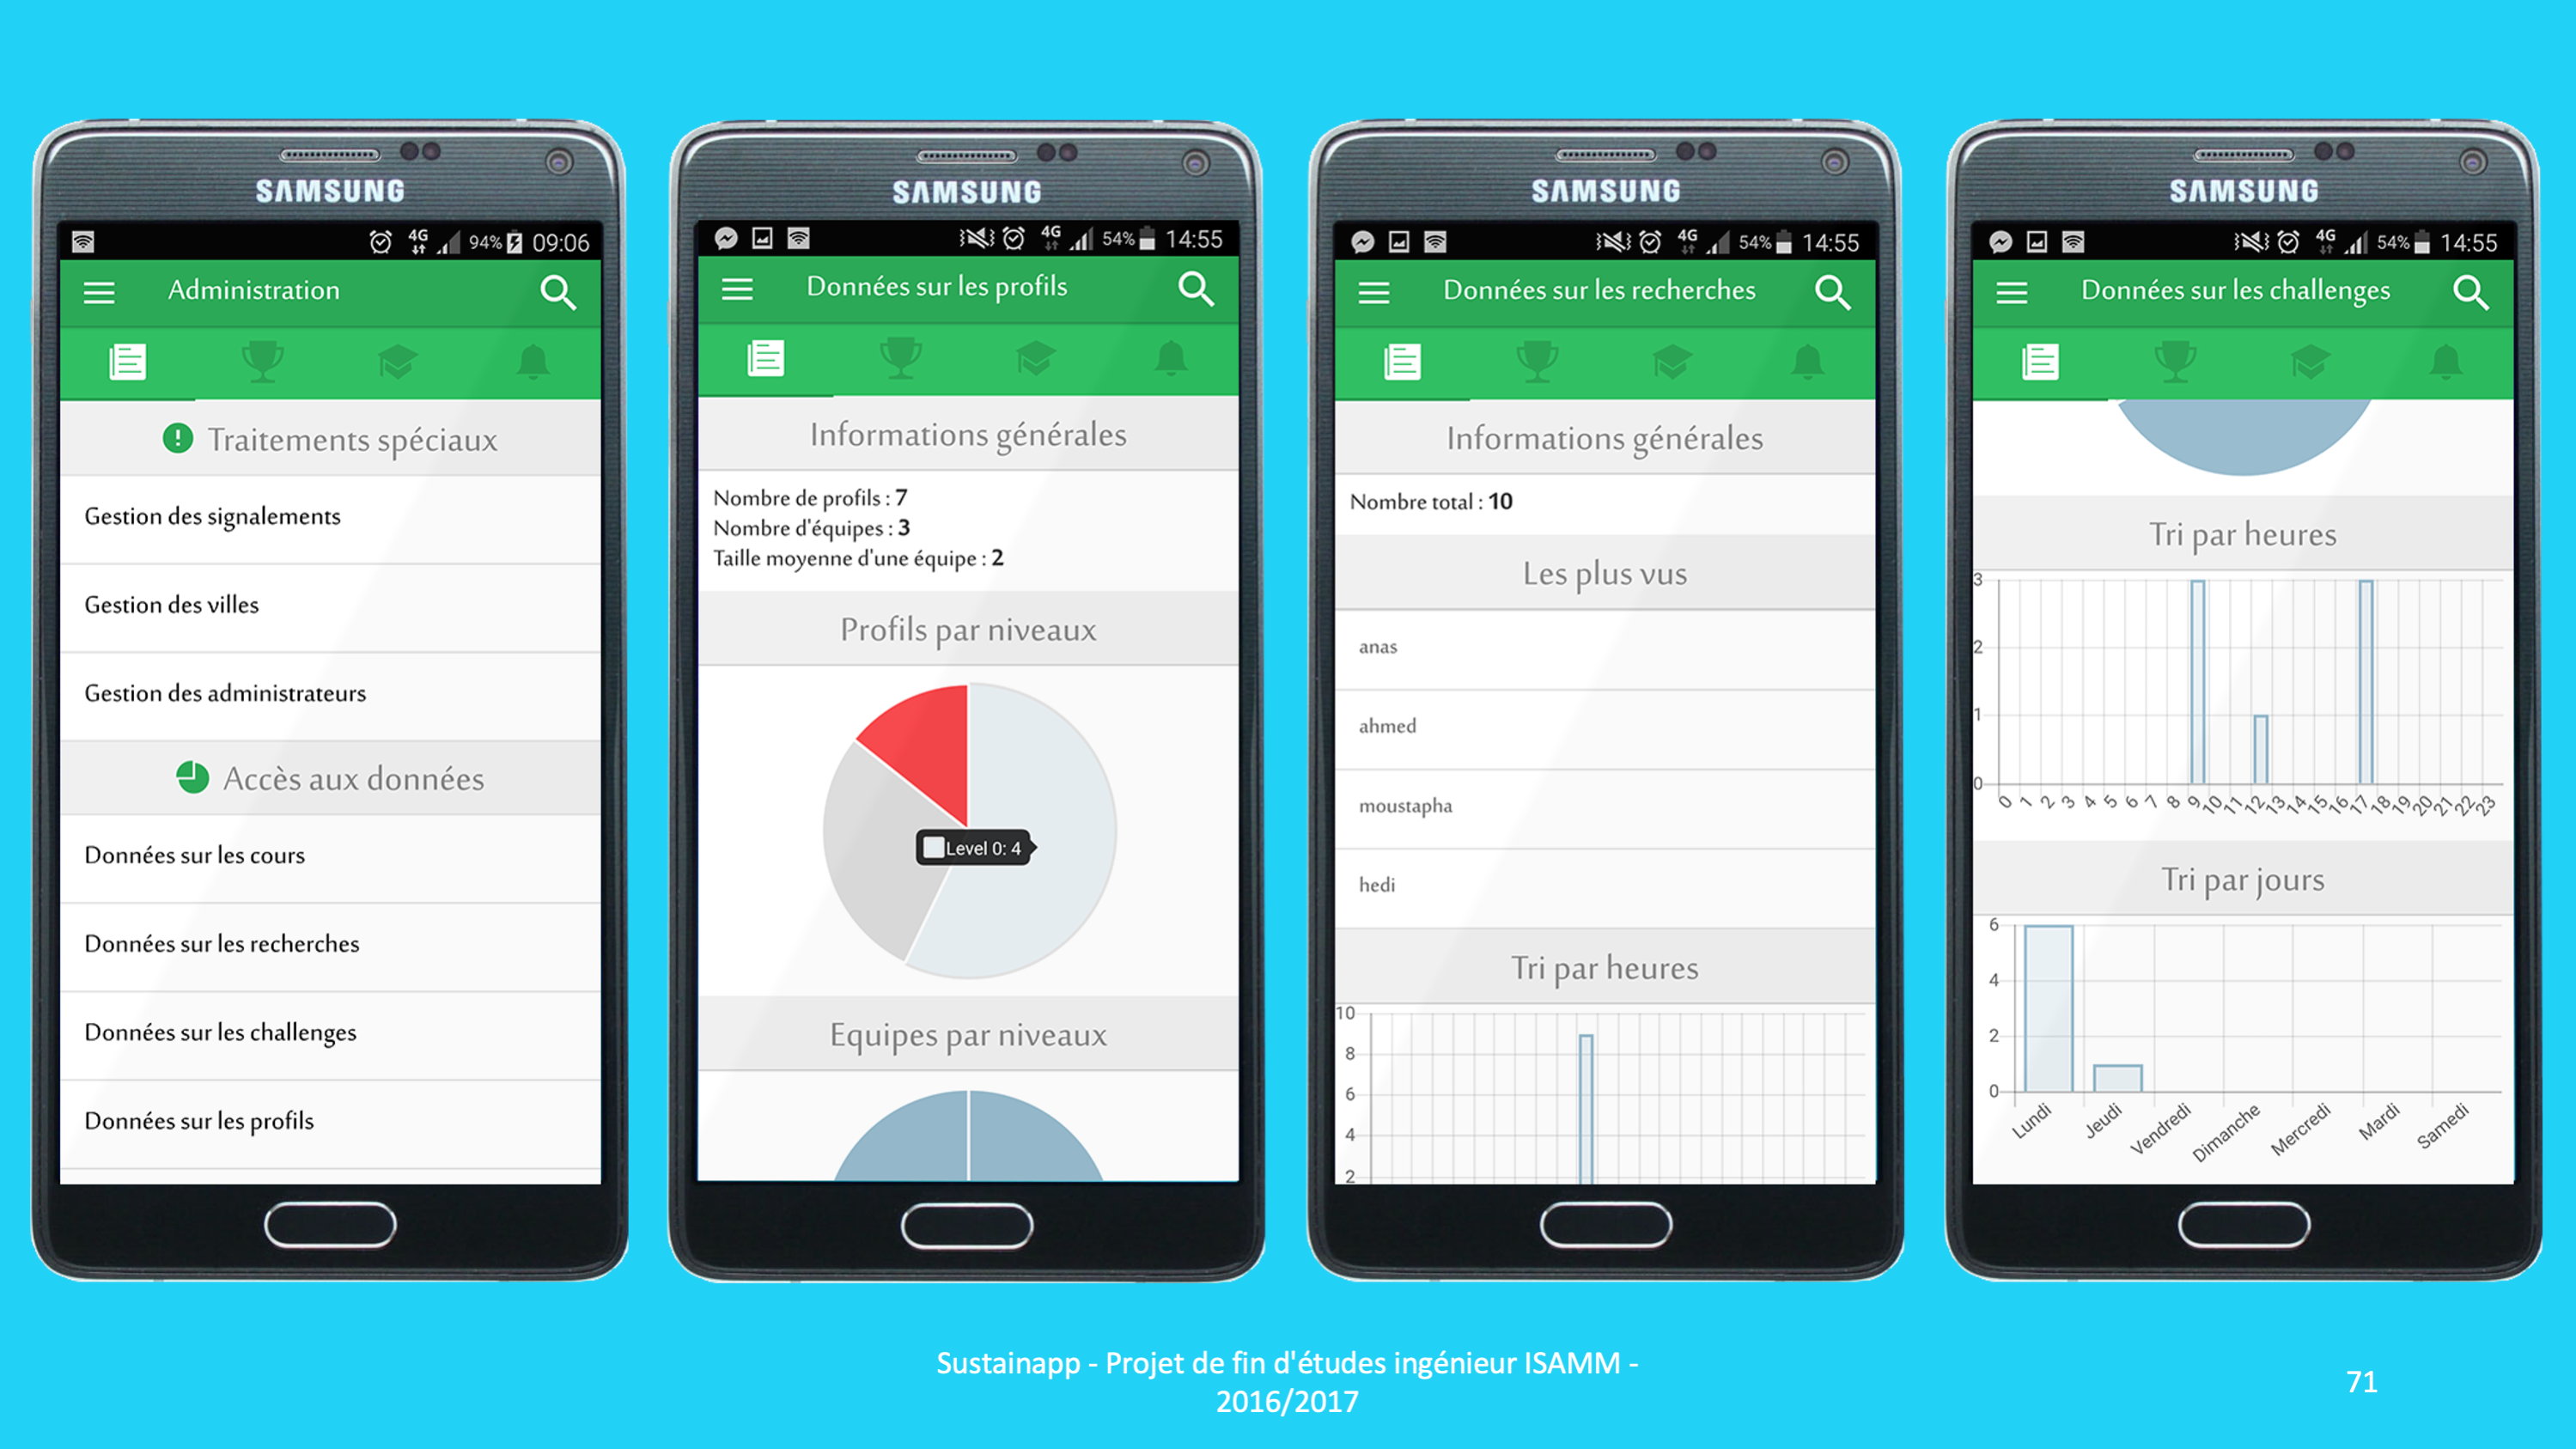 SAMSUNG
4G 94% 09:06
Administration
Traitements spéciaux
Gestion des signalements
Gestion des villes
Gestion des administrateurs
Accès aux données
Données sur les cours
Données sur les recherches
Données sur les challenges
Données sur les profils
SAMSUNG
4G 54% 14:55
Données sur les profils
Informations générales
Nombre de profils : 7
Nombre d'équipes : 3
Taille moyenne d'une équipe : 2
Profils par niveaux
Level 0: 4
Equipes par niveaux
SAMSUNG
4G 54% 14:55
Données sur les recherches
Informations générales
Nombre total : 10
Les plus vus
anas
ahmed
moustapha
hedi
Tri par heures
10
8
6
4
2
SAMSUNG
4G 54% 14:55
Données sur les challenges
Tri par heures
3
2
1
0
0 1 2 3 4 5 6 7 8 9 10 11 12 13 14 15 16 17 18 19 20 21 22 23
Tri par jours
6
4
2
0
Lundi Jeudi Vendredi Dimanche Mercredi Mardi Samedi
Sustainapp - Projet de fin d'études ingénieur ISAMM -
2016/2017
71